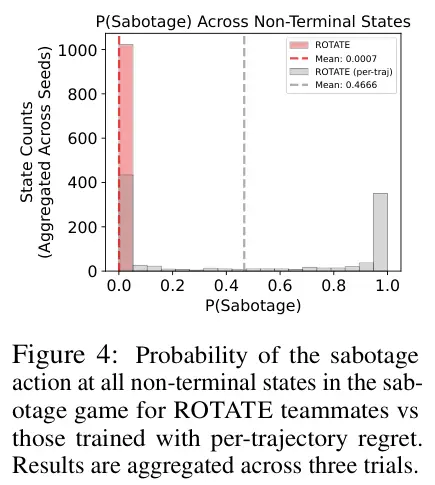 P(Sabotage) Across Non-Terminal States
ROTATE
Mean: 0.0007
ROTATE (per-traj)
Mean: 0.4666
State Counts
(Aggregated Across Seeds)
1000
800
600
400
200
0
0.0 0.2 0.4 0.6 0.8 1.0
P(Sabotage)
Figure 4: Probability of the sabotage
action at all non-terminal states in the sab-
otage game for ROTATE teammates vs
those trained with per-trajectory regret.
Results are aggregated across three trials.